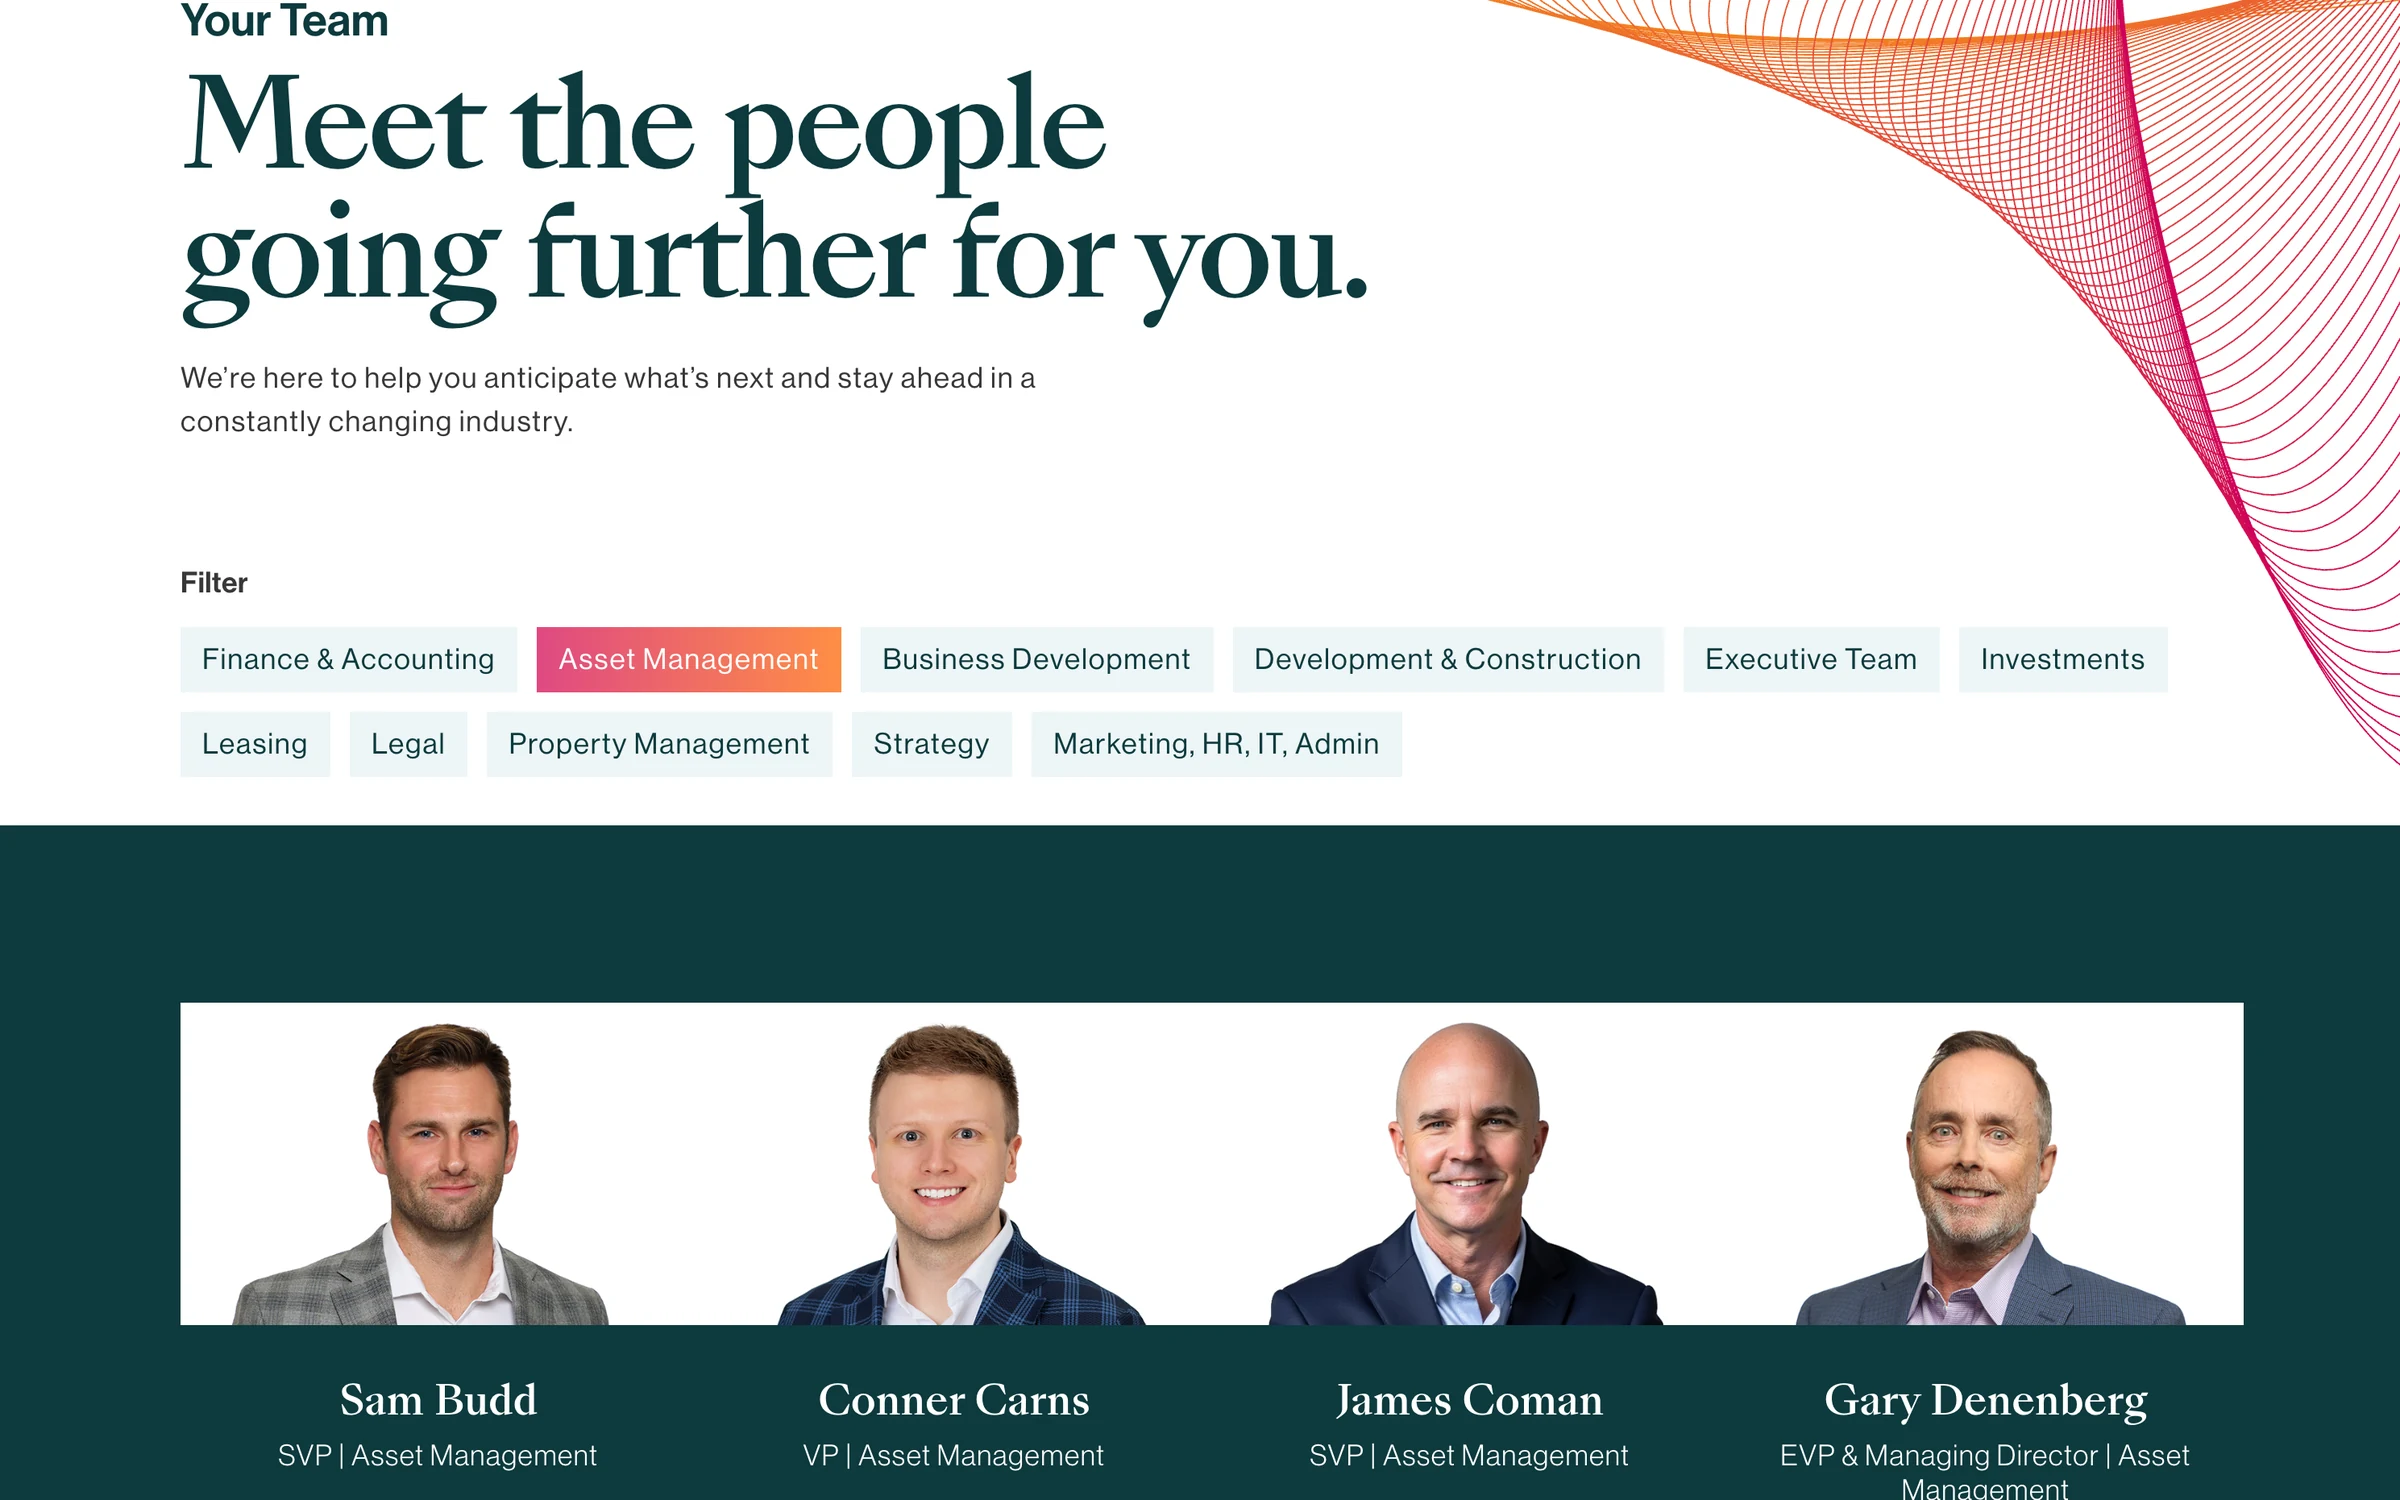 Your Team
Meet the people
going further for you.
We’re here to help you anticipate what’s next and stay ahead in a
constantly changing industry.
Filter
Finance & Accounting
Asset Management
Business Development
Development & Construction
Executive Team
Investments
Leasing
Legal
Property Management
Strategy
Marketing, HR, IT, Admin
Sam Budd
SVP | Asset Management
Conner Carns
VP | Asset Management
James Coman
SVP | Asset Management
Gary Denenberg
EVP & Managing Director | Asset
Management